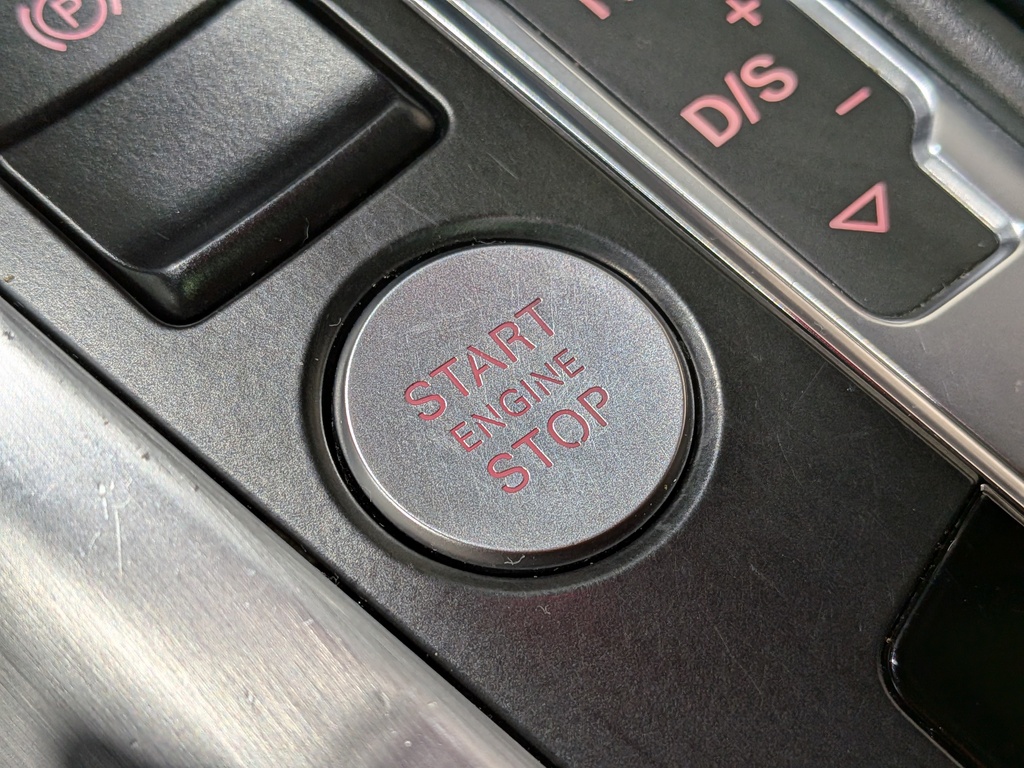 P
+
D/S
-
START
ENGINE
STOP